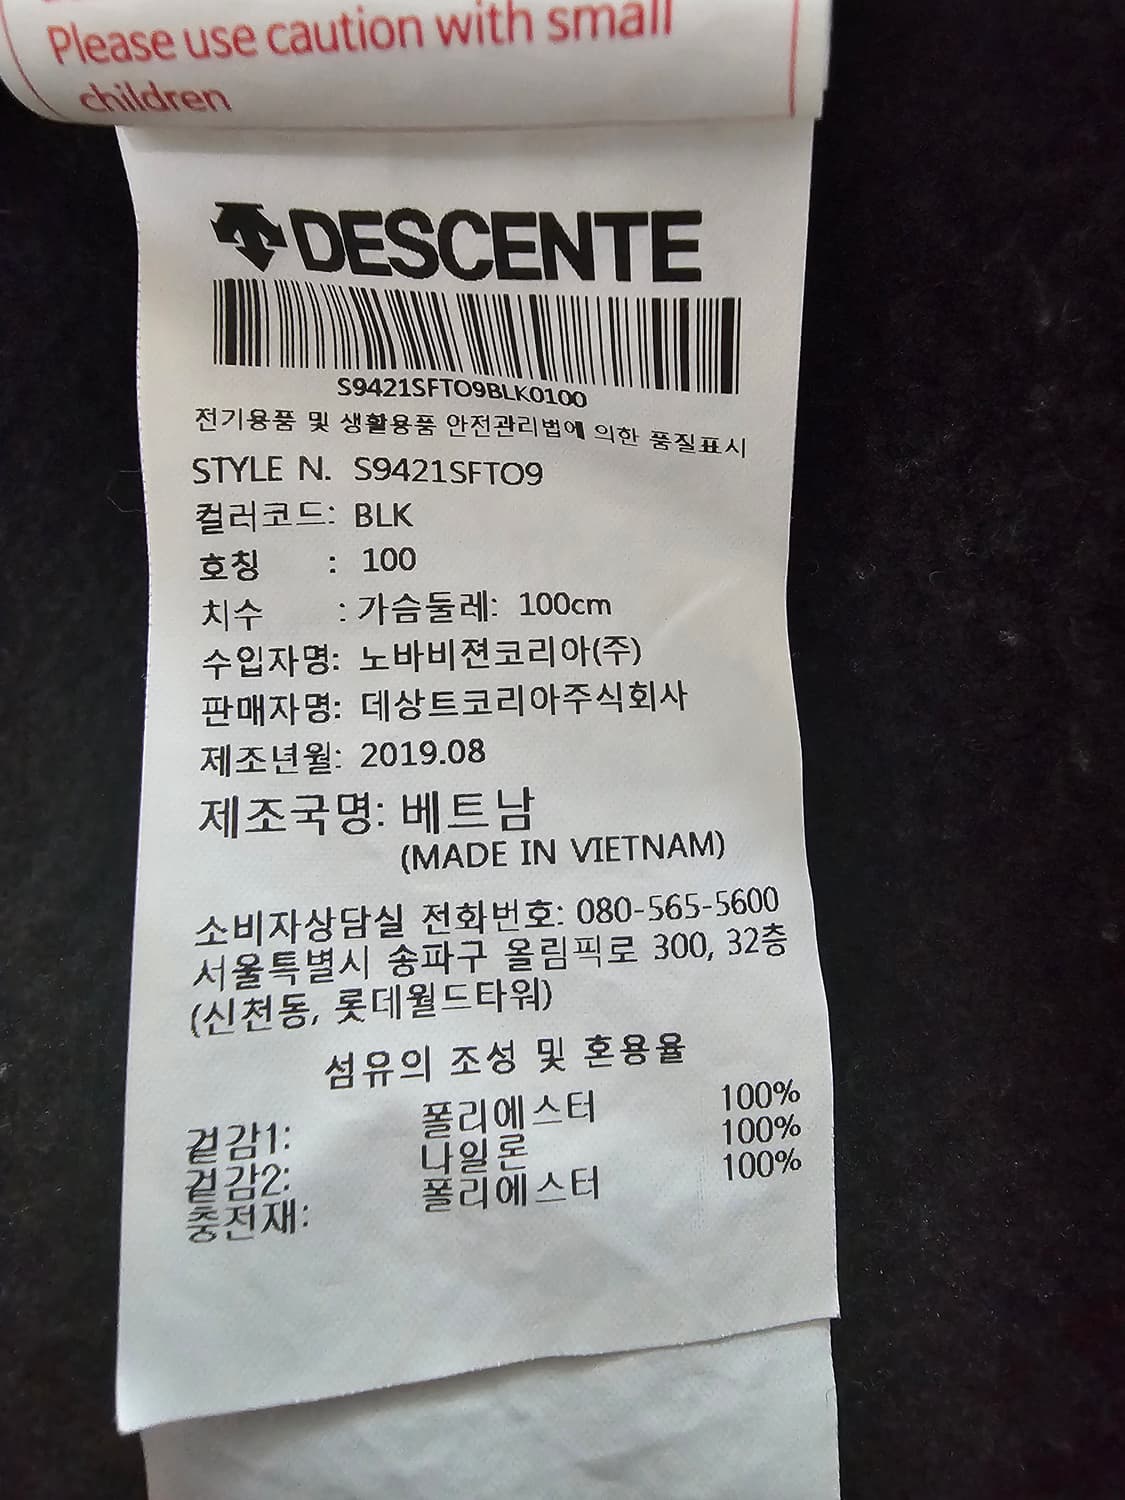 Please use caution with small
children
DESCENTE
S9421SFTO9BLK0100
전기용품 및 생활용품 안전관리법에 의한 품질표시
STYLE N. S9421SFTO9
컬러코드: BLK
호칭 : 100
치수 : 가슴둘레: 100cm
수입자명: 노바비젼코리아(주)
판매자명: 데상트코리아주식회사
제조년월: 2019.08
제조국명: 베트남
(MADE IN VIETNAM)
소비자상담실 전화번호: 080-565-5600
서울특별시 송파구 올림픽로 300, 32층
(신천동, 롯데월드타워)
섬유의 조성 및 혼용율
겉감1: 폴리에스터 100%
겉감2: 나일론 100%
충전재: 폴리에스터 100%